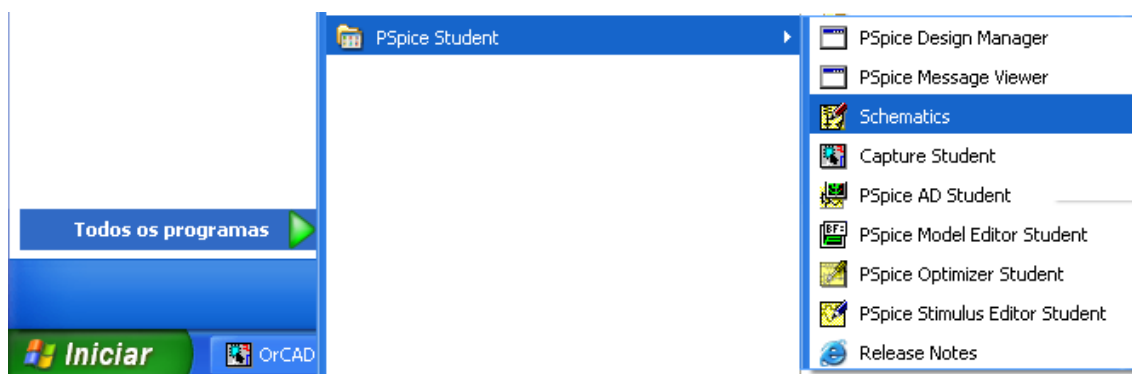 PSpice Student
PSpice Design Manager
PSpice Message Viewer
Schematics
Capture Student
PSpice AD Student
PSpice Model Editor Student
PSpice Optimizer Student
PSpice Stimulus Editor Student
Release Notes
Todos os programas
Iniciar
OrCAD